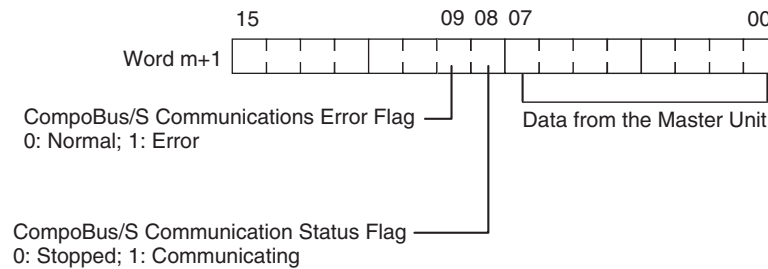 15 09 08 07 00
Word m+1
CompoBus/S Communications Error Flag
0: Normal; 1: Error
Data from the Master Unit
CompoBus/S Communication Status Flag
0: Stopped; 1: Communicating